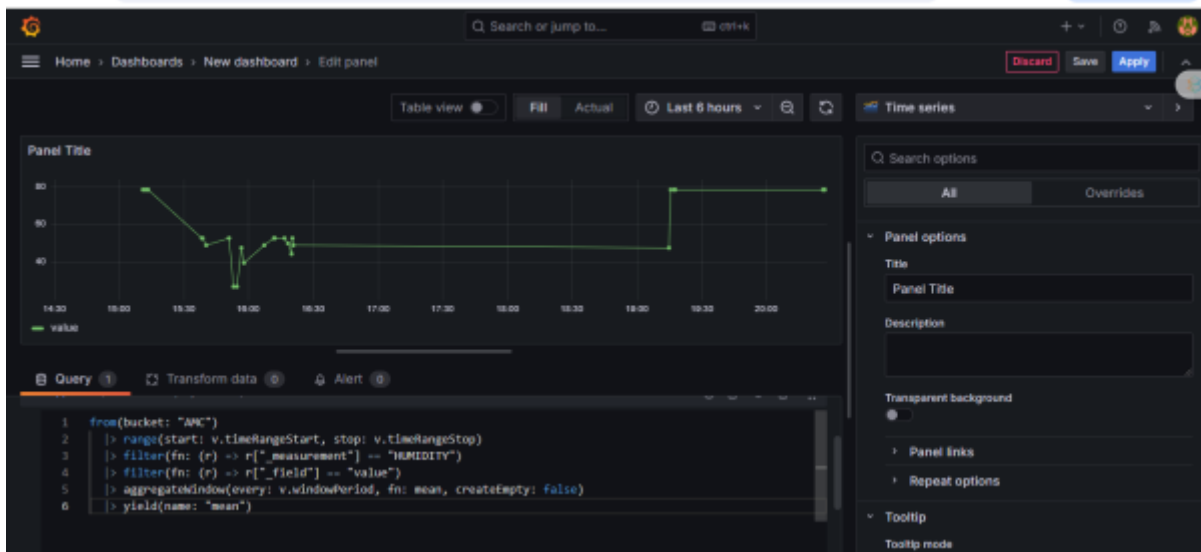 Search or jump to... ctrl+k
Home › Dashboards › New dashboard › Edit panel
Discard Save Apply
Table view Fill Actual Last 6 hours
Time series
Panel Title
80
60
40
14:30 15:00 15:30 16:00 16:30 17:00 17:30 18:00 18:30 19:00 19:30 20:00
value
Query 1 Transform data 0 Alert 0
1 from(bucket: "AMC")
2 |> range(start: v.timeRangeStart, stop: v.timeRangeStop)
3 |> filter(fn: (r) => r["_measurement"] == "HUMIDITY")
4 |> filter(fn: (r) => r["_field"] == "value")
5 |> aggregateWindow(every: v.windowPeriod, fn: mean, createEmpty: false)
6 |> yield(name: "mean")
Search options
All Overrides
Panel options
Title
Panel Title
Description
Transparent background
Panel links
Repeat options
Tooltip
Tooltip mode